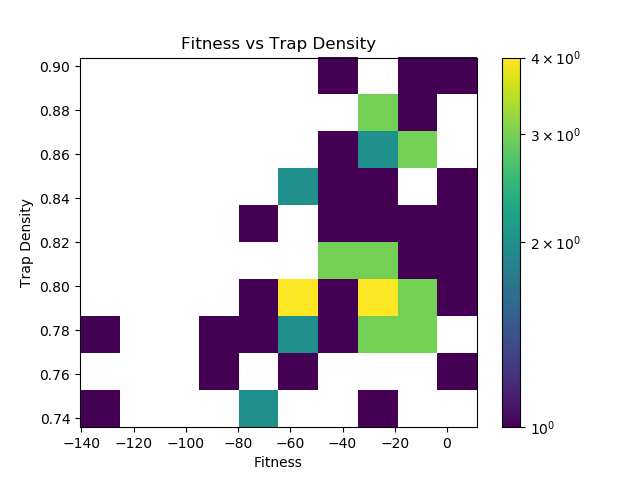 Fitness vs Trap Density
Trap Density
0.90
0.88
0.86
0.84
0.82
0.80
0.78
0.76
0.74
−140 −120 −100 −80 −60 −40 −20 0
Fitness
4 × 10⁰
3 × 10⁰
2 × 10⁰
10⁰